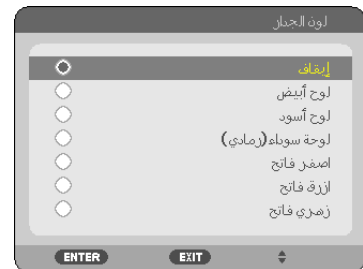 لون الجدار
إيقاف
لوح أبيض
لوح أسود
لوحة سوداء(رمادي)
اصفر فاتح
ازرق فاتح
زهري فاتح
ENTER EXIT